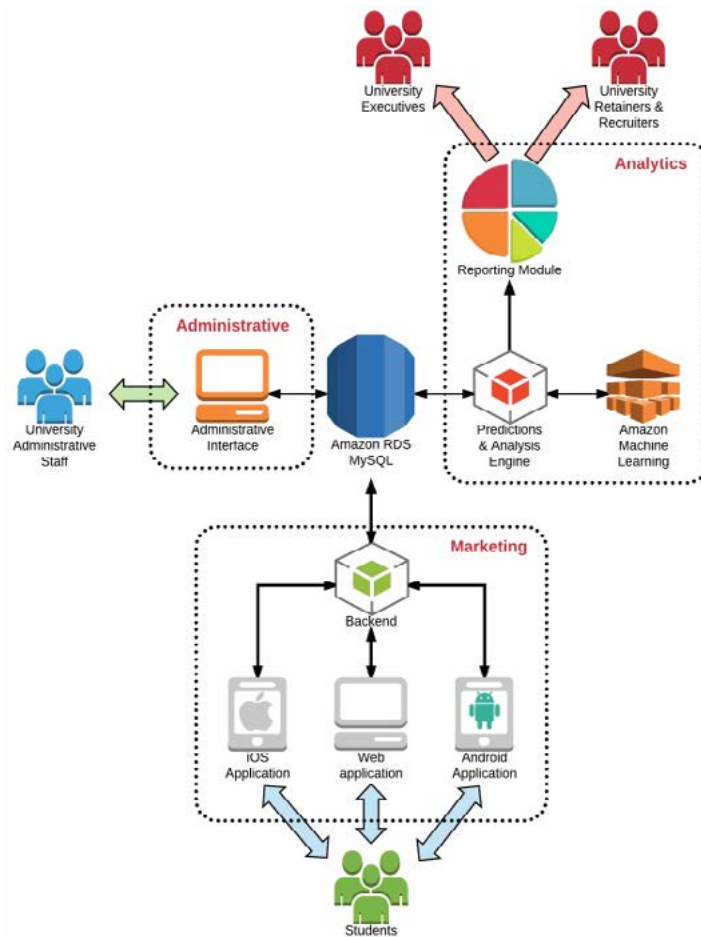 University
Executives
University
Retainers &
Recruiters
Analytics
Reporting Module
Administrative
University
Administrative
Staff
Administrative
Interface
Amazon RDS
MySQL
Predictions
& Analysis
Engine
Amazon
Machine
Learning
Marketing
Backend
iOS
Application
Web
application
Android
Application
Students